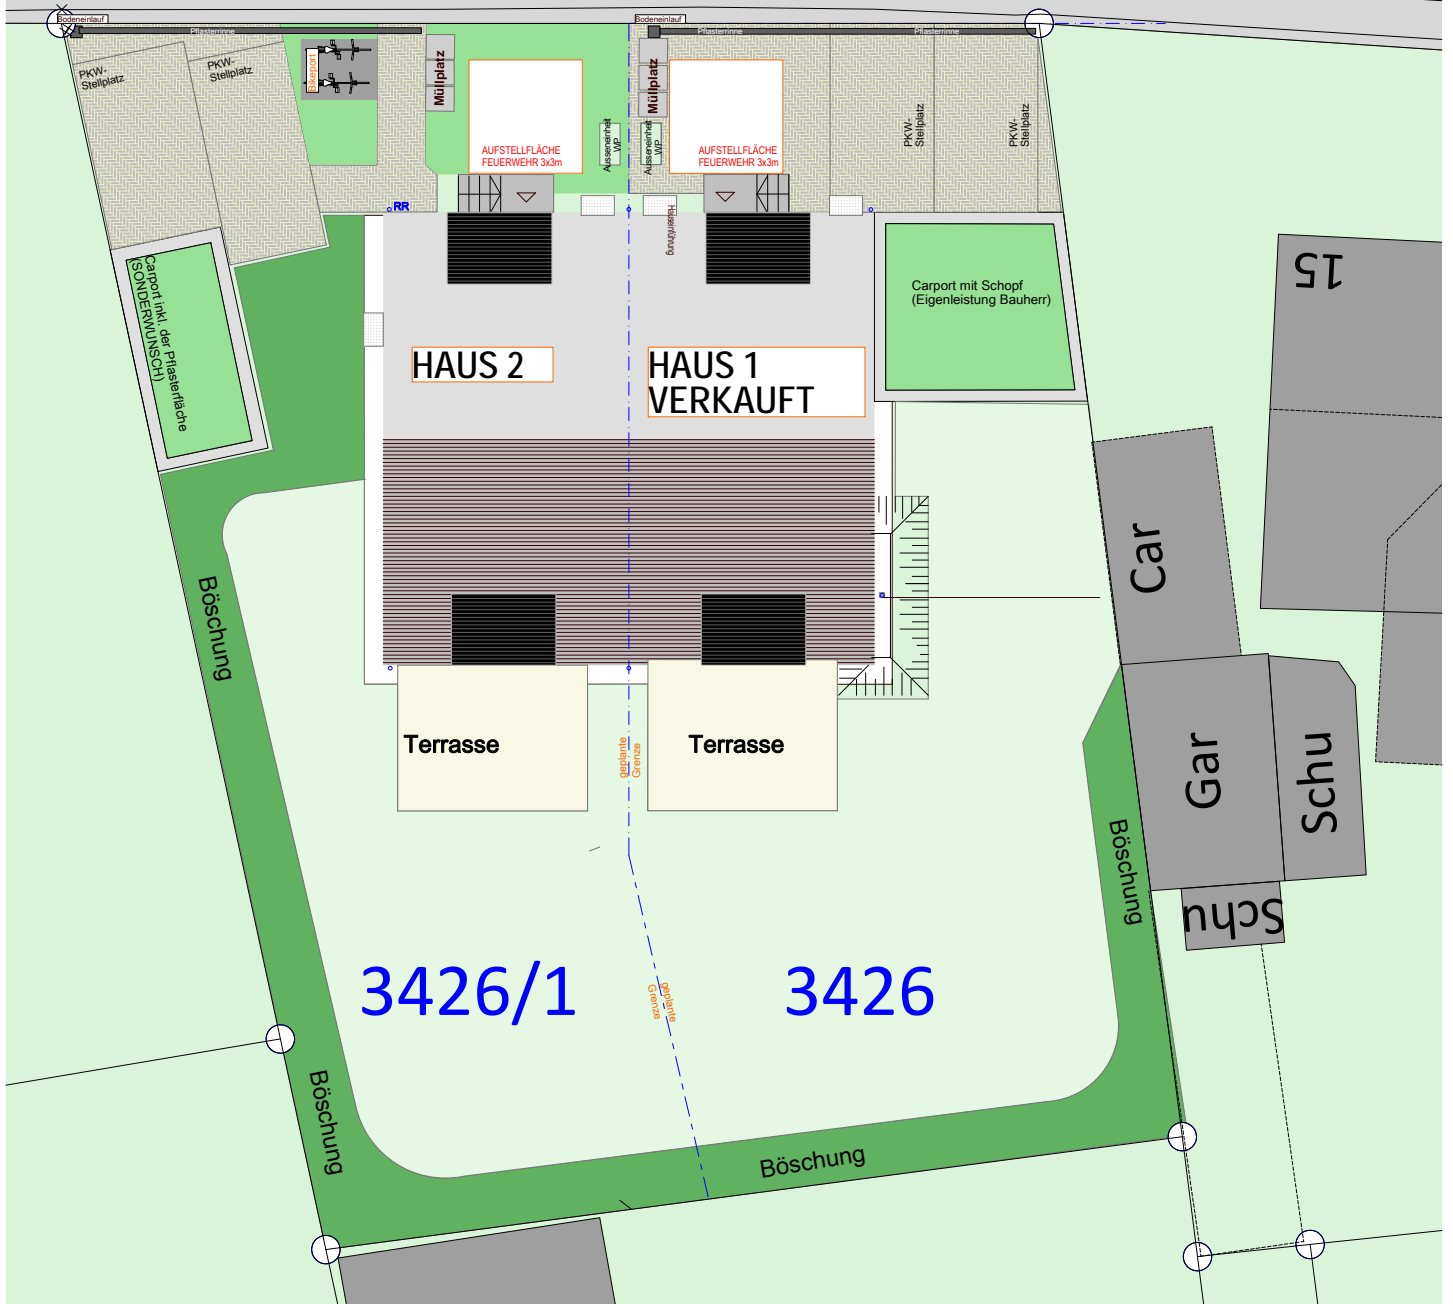 Bodeneinlauf
Bodeneinlauf
Pflasterrinne
Pflasterrinne
Pflasterrinne
PKW-
Stellplatz
PKW-
Stellplatz
Bikeport
Müllplatz
Müllplatz
AUFSTELLFLÄCHE
FEUERWEHR 3x3m
Ausseneinheit
WP
Ausseneinheit
WP
AUFSTELLFLÄCHE
FEUERWEHR 3x3m
PKW-
Stellplatz
PKW-
Stellplatz
RR
Hauseinführung
Carport inkl. der Pflasterfläche
(SONDERWUNSCH)
Carport mit Schopf
(Eigenleistung Bauherr)
15
HAUS 2
HAUS 1
VERKAUFT
Car
Böschung
Terrasse
Terrasse
geplante
Grenze
Gar
Schu
Böschung
Schu
3426/1
3426
geplante
Grenze
Böschung
Böschung